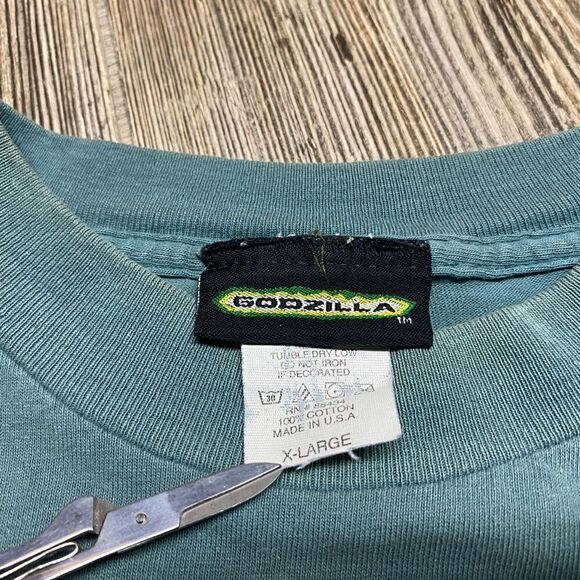 GODZILLA
TM
TUMBLE DRY LOW
DO NOT IRON
IF DECORATED
30
100% COTTON
MADE IN U.S.A
X-LARGE